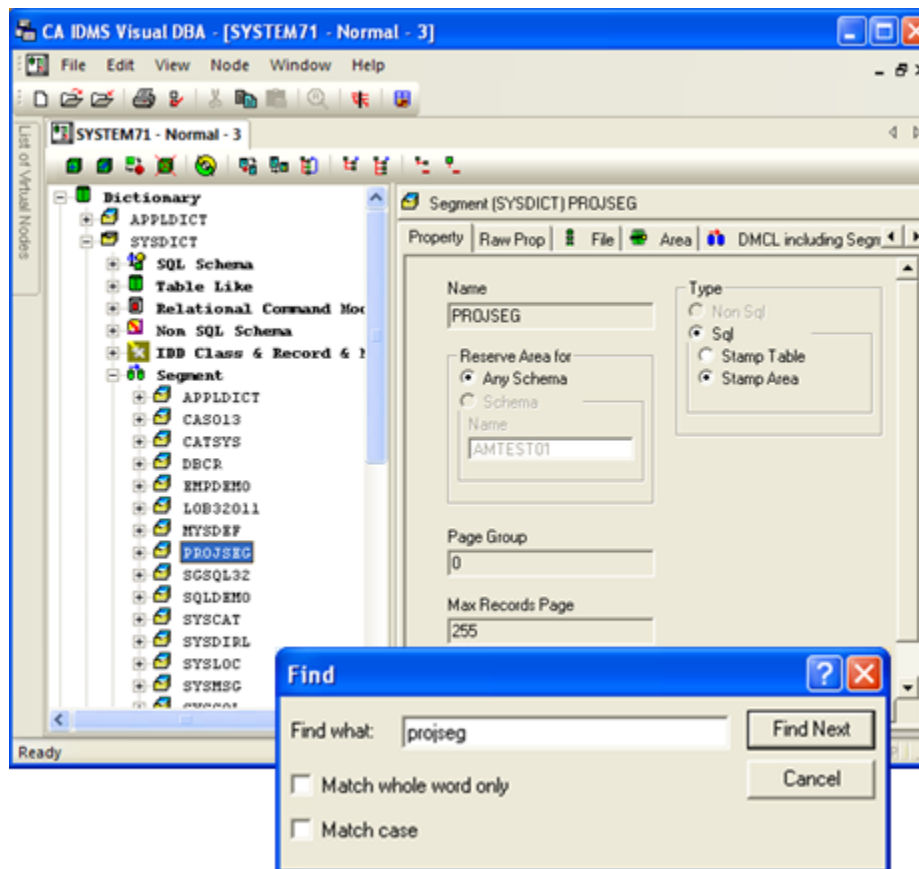 CA IDMS Visual DBA - [SYSTEM71 - Normal - 3]
File Edit View Node Window Help
List of Virtual Nodes
SYSTEM71 - Normal - 3
Dictionary
APPLDICT
SYSDICT
SQL Schema
Table Like
Relational Command
Non SQL Schema
IDD Class & Record &
Segment
APPLDICT
CAS013
CATSYS
DBCR
EMPDEMO
LOB32011
MYSDEF
PROJSEG
SGSQL32
SQLDEMO
SYSCAT
SYSDIRL
SYSLOC
SYSMSG
Segment (SYSDICT) PROJSEG
Property Raw Prop File Area DMCL including
Name
PROJSEG
Type
Non Sql
Sql
Stamp Table
Stamp Area
Reserve Area for
Any Schema
Schema
Name
AMTEST01
Page Group
0
Max Records Page
255
Ready
Find
Find what: projseg
Find Next
Match whole word only
Cancel
Match case